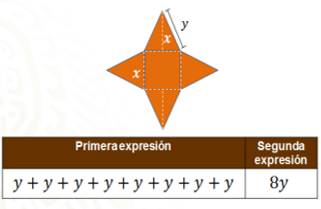 y
x
x
Primera expresión
Segunda
expresión
y + y + y + y + y + y + y + y
8y